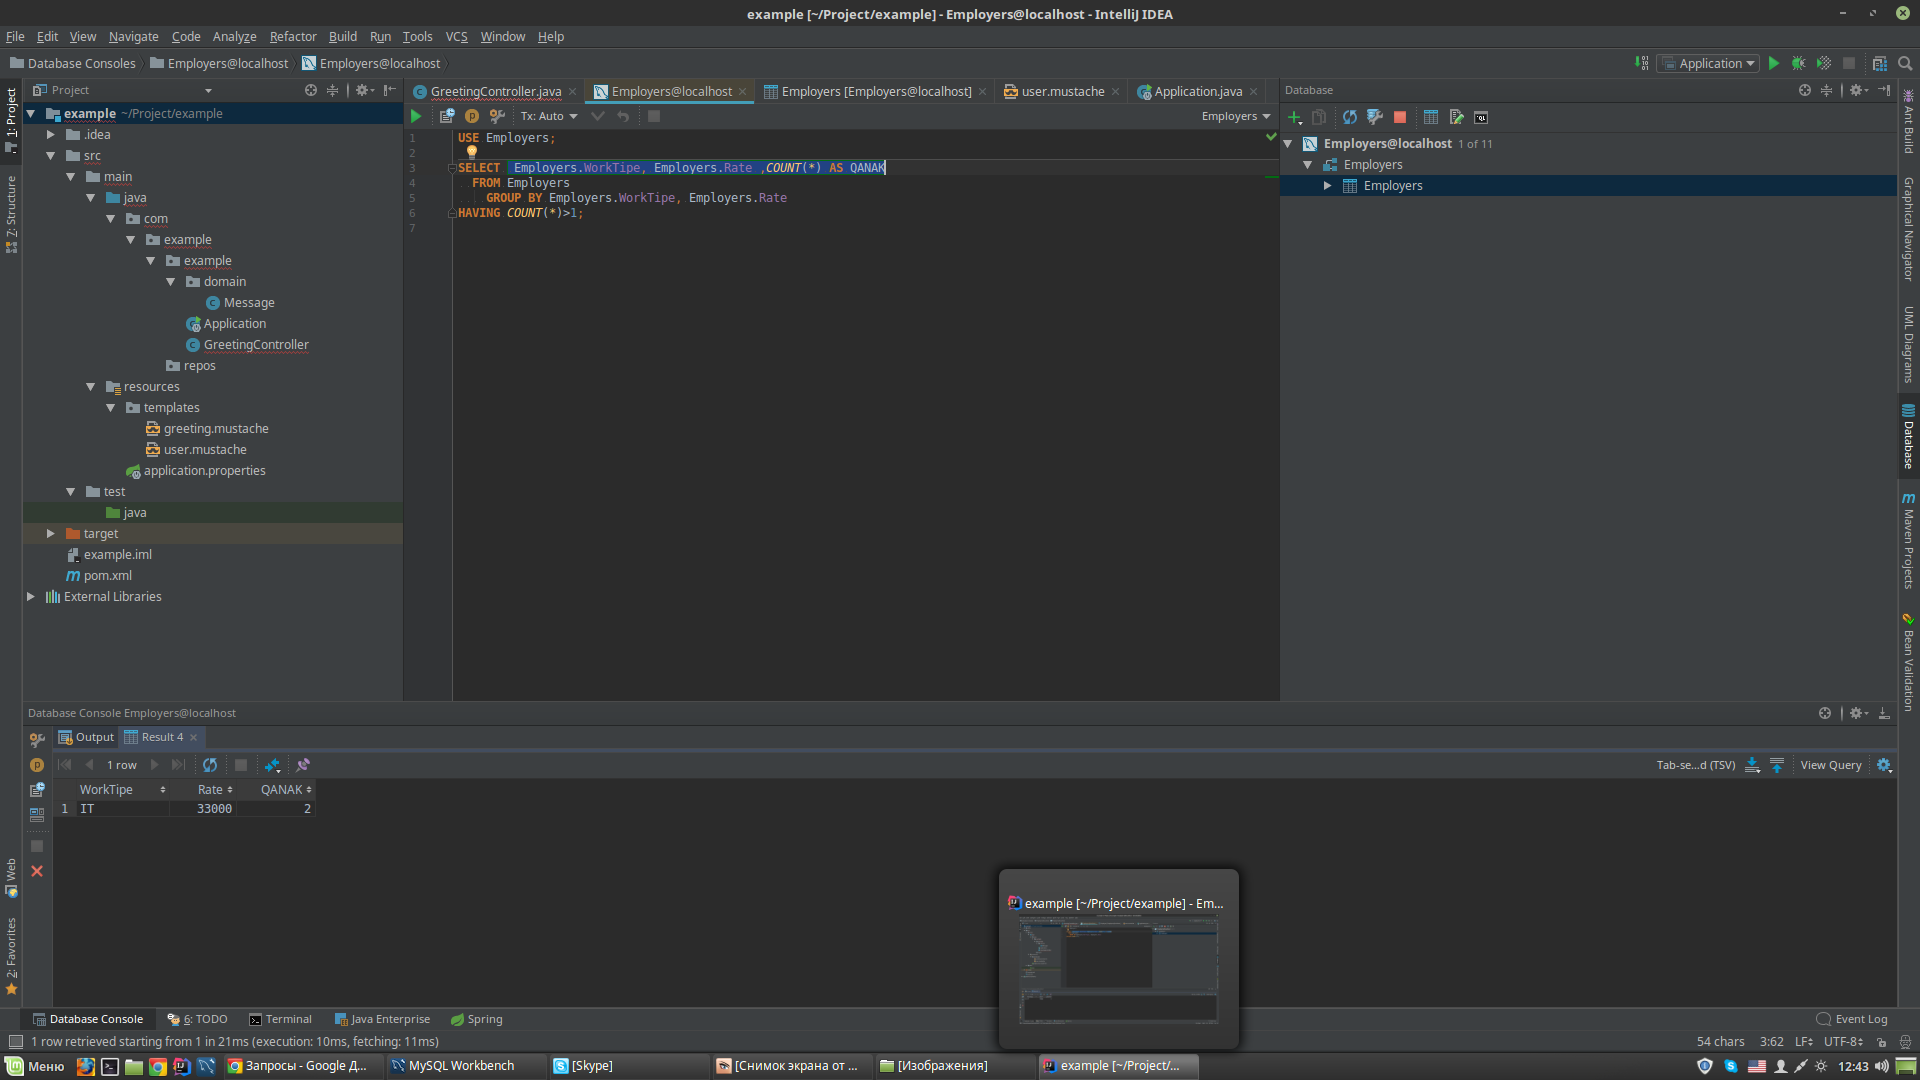 example [~/Project/example] - Employers@localhost - IntelliJ IDEA
File Edit View Navigate Code Analyze Refactor Build Run Tools VCS Window Help
Database Consoles Employers@localhost Employers@localhost Application
1: Project
7: Structure
Web
2: Favorites
Project
example ~/Project/example
.idea
src
main
java
com
example
example
domain
Message
Application
GreetingController
repos
resources
templates
greeting.mustache
user.mustache
application.properties
test
java
target
example.iml
pom.xml
External Libraries
GreetingController.java Employers@localhost Employers [Employers@localhost] user.mustache Application.java
Tx: Auto Employers
1 USE Employers;
2
3 SELECT Employers.WorkTipe, Employers.Rate ,COUNT(*) AS QANAK
4 FROM Employers
5 GROUP BY Employers.WorkTipe, Employers.Rate
6 HAVING COUNT(*)>1;
7
Database
Employers@localhost 1 of 11
Employers
Employers
Ant Build
Graphical Navigator
UML Diagrams
Database
Maven Projects
Bean Validation
Database Console Employers@localhost
Output Result 4
1 row Tab-se...d (TSV) View Query
WorkTipe Rate QANAK
1 IT 33000 2
example [~/Project/example] - Em...
Database Console 6: TODO Terminal Java Enterprise Spring Event Log
1 row retrieved starting from 1 in 21ms (execution: 10ms, fetching: 11ms) 54 chars 3:62 LF UTF-8
Меню Запросы - Google Д... MySQL Workbench [Skype] [Снимок экрана от ... [Изображения] example [~/Project/... 12:43